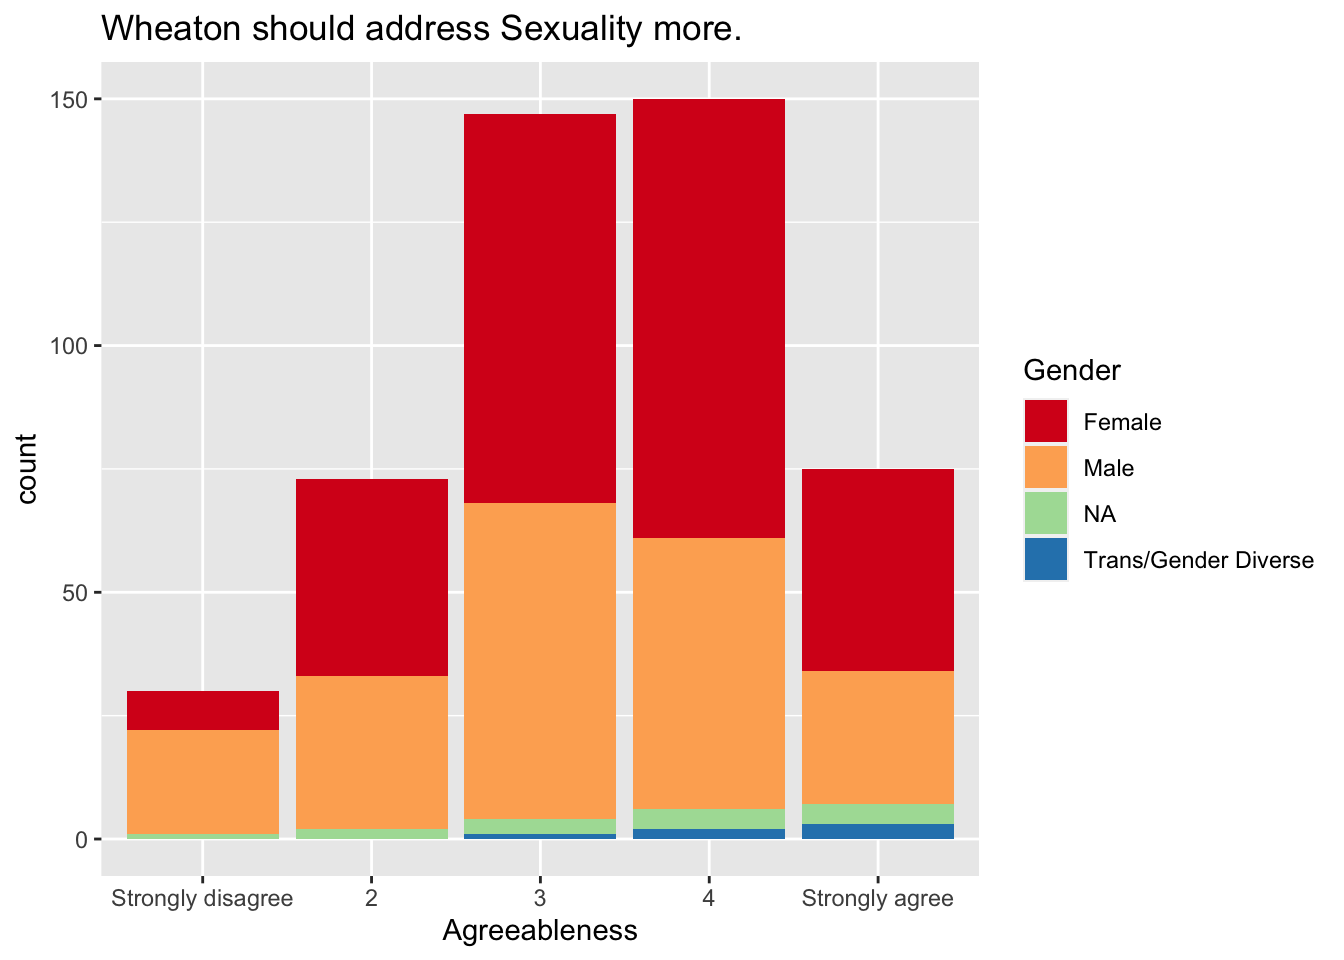 Wheaton should address Sexuality more.
150
100
50
0
count
Strongly disagree 2 3 4 Strongly agree
Agreeableness
Gender
Female
Male
NA
Trans/Gender Diverse